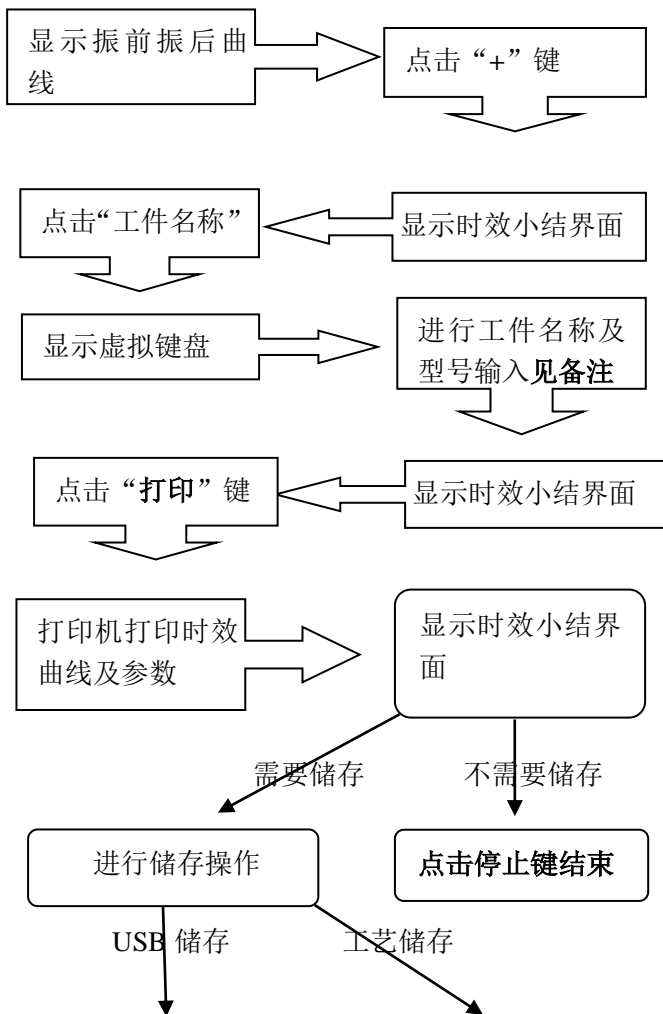 显示振前振后曲
线
点击“+”键
点击“工件名称”
显示时效小结界面
显示虚拟键盘
进行工件名称及
型号输入见备注
点击“打印”键
显示时效小结界面
打印机打印时效
曲线及参数
显示时效小结界
面
需要储存
不需要储存
进行储存操作
点击停止键结束
USB 储存
工艺储存